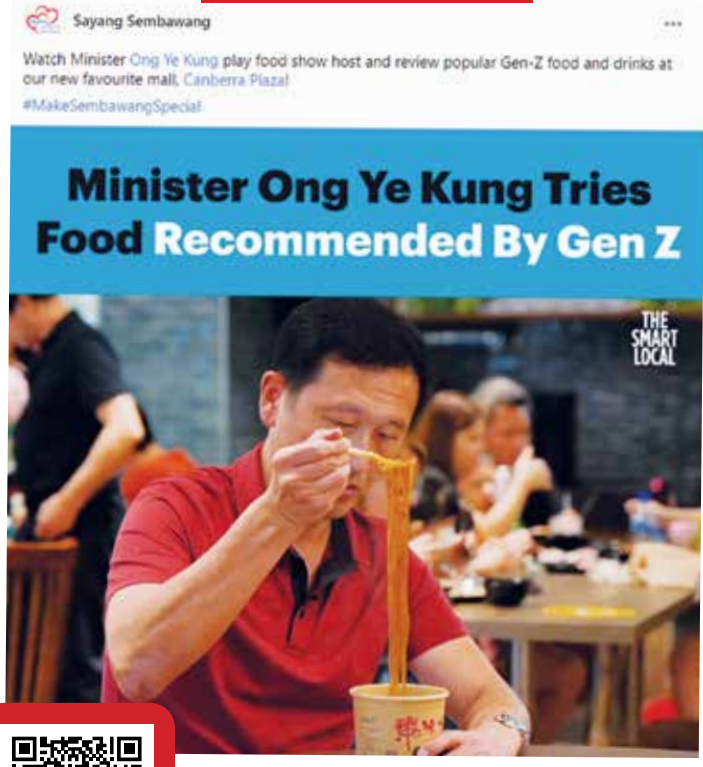 Sayang Sembawang
Watch Minister Ong Ye Kung play food show host and review popular Gen-Z food and drinks at
our new favourite mall, Canberra Plaza!
#MakeSembawangSpecial
Minister Ong Ye Kung Tries
Food Recommended By Gen Z
THE
SMART
LOCAL